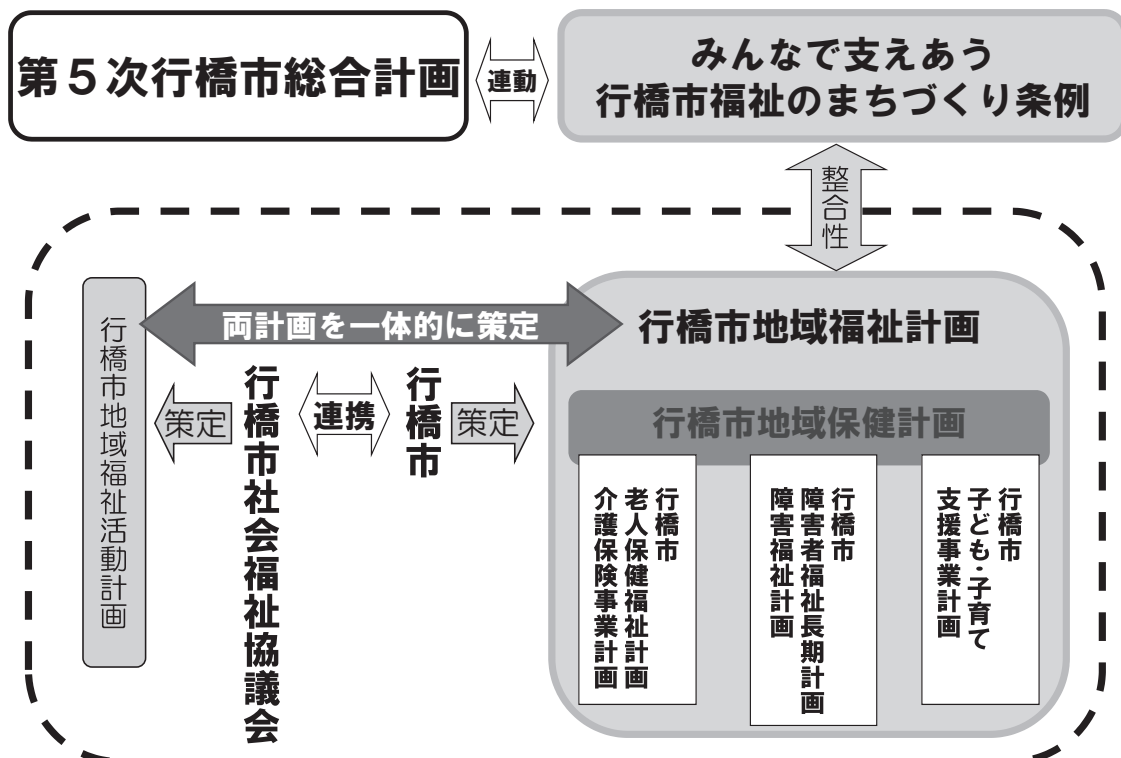 第5次行橋市総合計画
連動
みんなで支えあう
行橋市福祉のまちづくり条例
整合性
両計画を一体的に策定
行橋市地域福祉活動計画
策定
行橋市社会福祉協議会
連携
行橋市
策定
行橋市地域福祉計画
行橋市地域保健計画
行橋市
老人保健福祉計画
介護保険事業計画
行橋市
障害者福祉長期計画
障害福祉計画
行橋市
子ども・子育て
支援事業計画